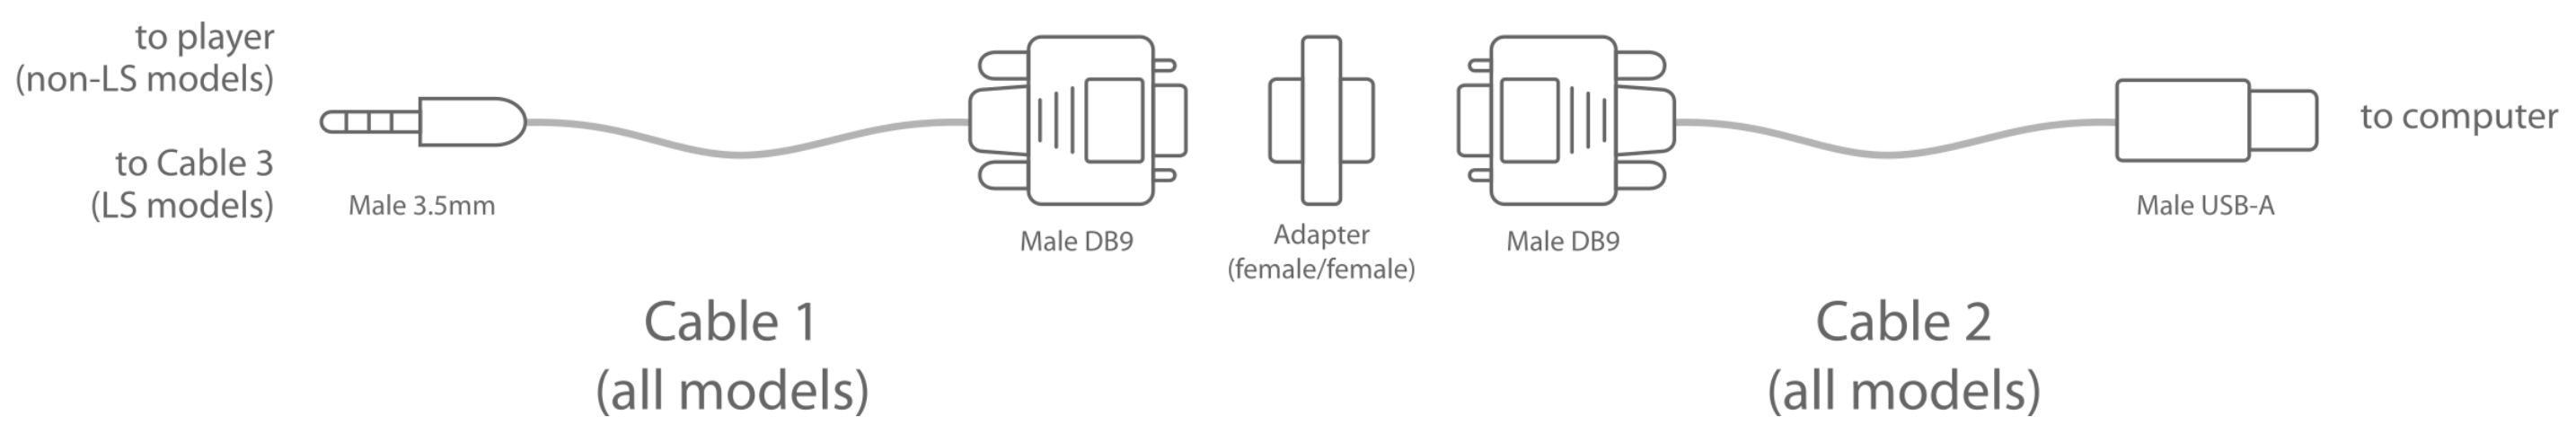 to player
(non-LS models)
to Cable 3
(LS models)
Male 3.5mm
Male DB9
Adapter
(female/female)
Male DB9
Male USB-A
to computer
Cable 1
(all models)
Cable 2
(all models)